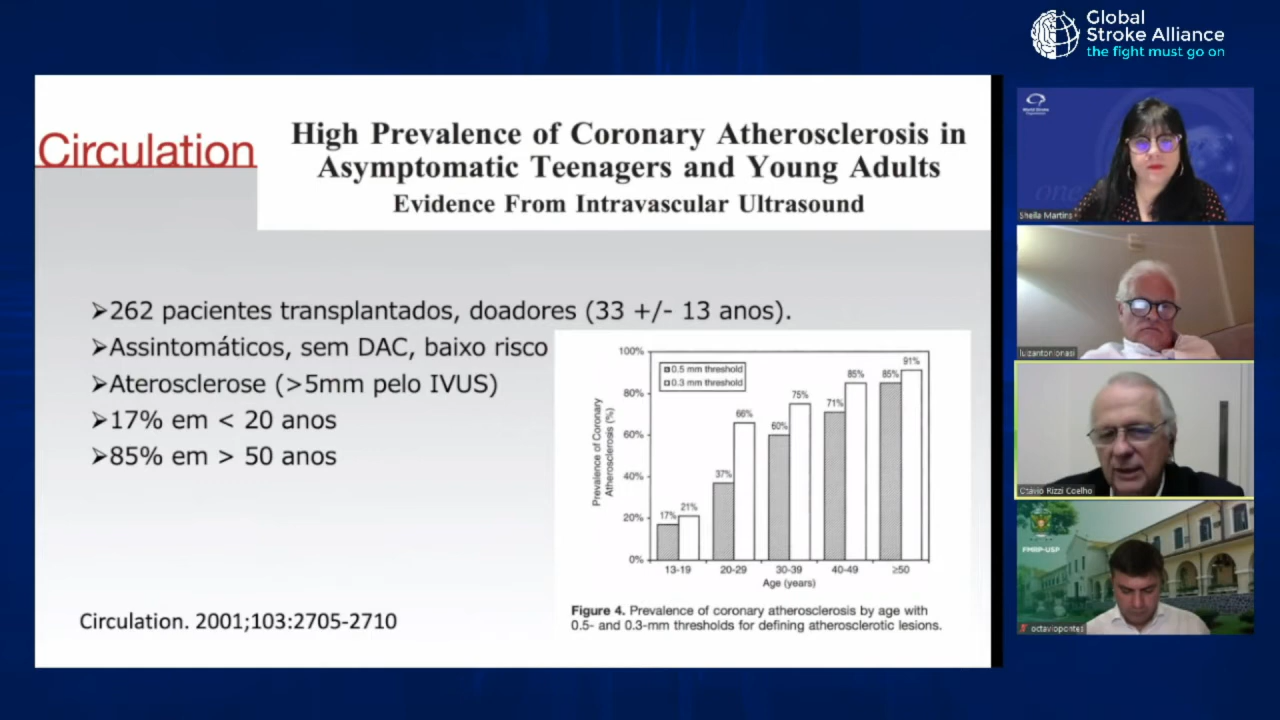 Global
Stroke Alliance
the fight must go on
Circulation
High Prevalence of Coronary Atherosclerosis in
Asymptonatic Teenagers and Young Adults
Evidence From Intravascular Ultrasound
➢262 pacientes transplantados, doadores (33 +/- 13 anos).
➢Assintomáticos, sem DAC, baixo risco
➢Aterosclerose (>5mm pelo IVUS)
➢17% em < 20 anos
➢85% em > 50 anos
Prevalence of Coronary
Atherosclerosis (%)
100%
80%
60%
40%
20%
0%
0.5 mm threshold
0.3 mm threshold
17%
21%
37%
66%
60%
75%
71%
85%
85%
91%
13-19
20-29
30-39
40-49
≥50
Age (years)
Figure 4. Prevalence of coronary atherosclerosis by age with
0.5- and 0.3-mm thresholds for defining atherosclerotic lesions.
Circulation. 2001;103:2705-2710
Sheila Martins
luizantonionasi
Otávio Rizzi Coelho
FMRP-USP
octaviopontes